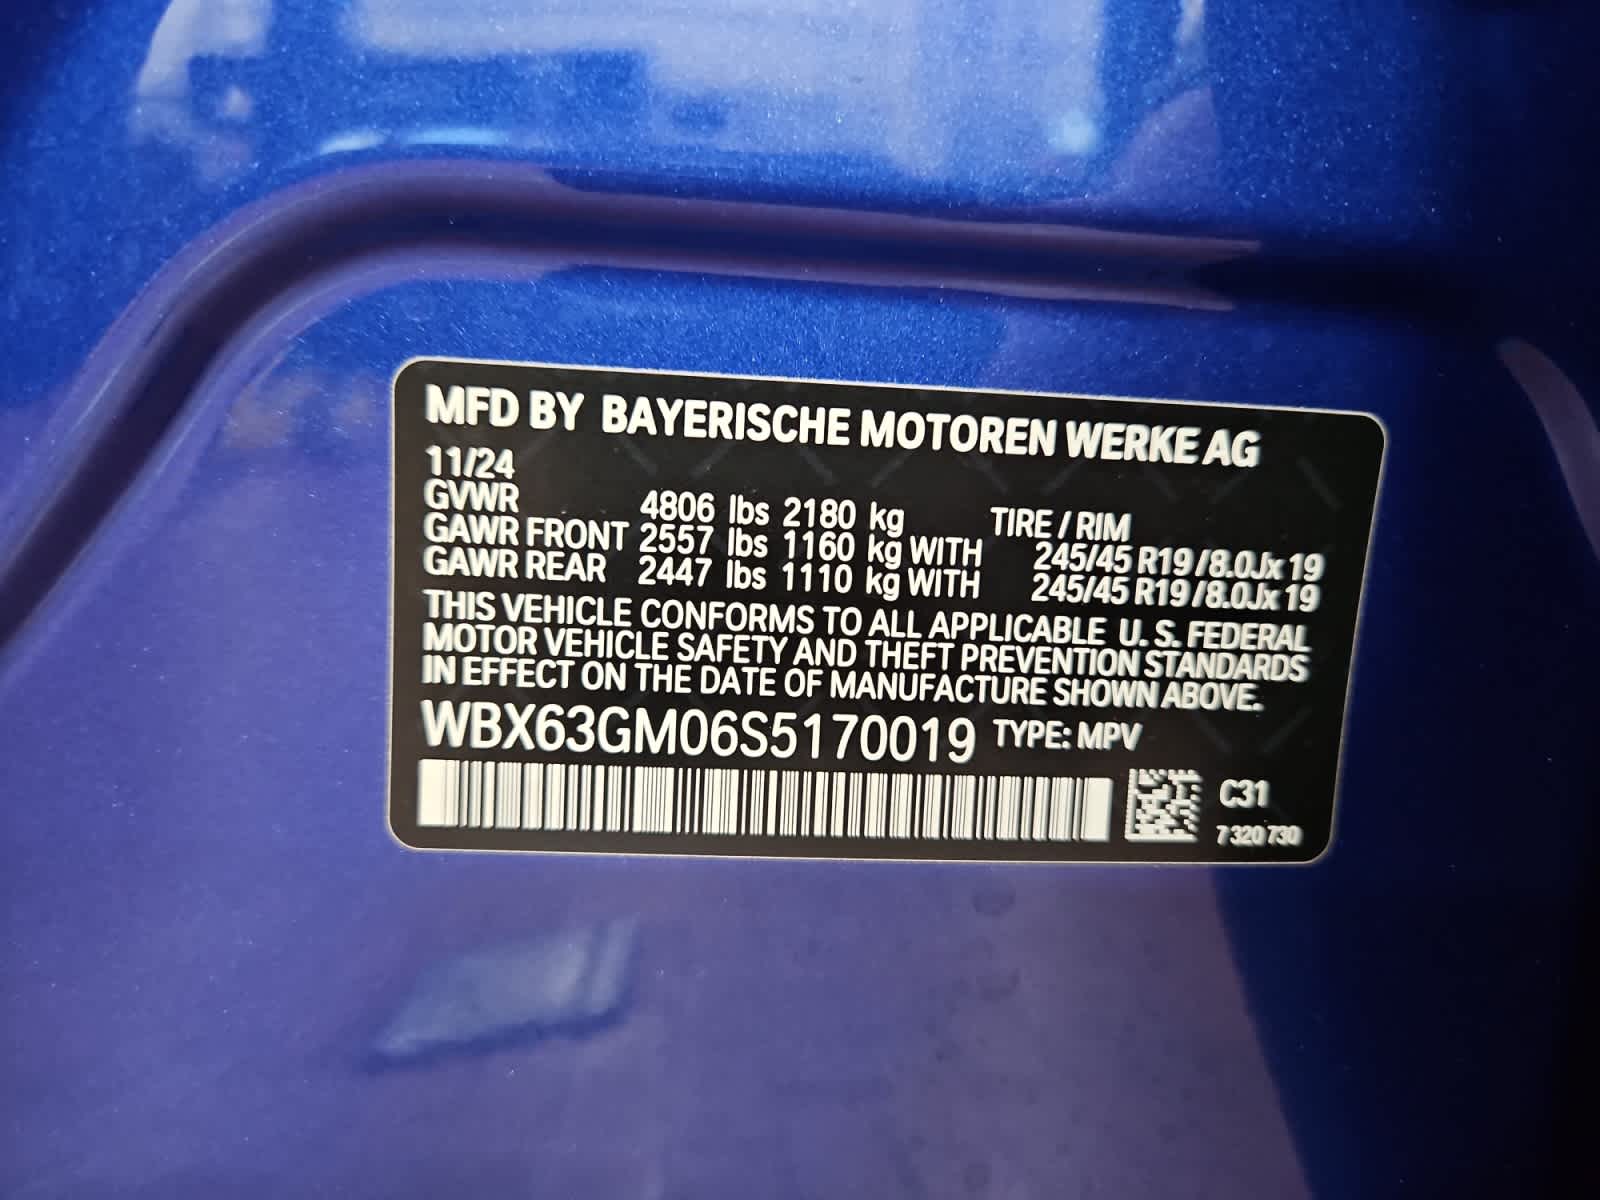 MFD BY BAYERISCHE MOTOREN WERKE AG
11/24
GVWR 4806 lbs 2180 kg TIRE / RIM
GAWR FRONT 2557 lbs 1160 kg WITH 245/45 R19 /8.0Jx 19
GAWR REAR 2447 lbs 1110 kg WITH 245/45 R19 /8.0Jx 19
THIS VEHICLE CONFORMS TO ALL APPLICABLE U. S. FEDERAL
MOTOR VEHICLE SAFETY AND THEFT PREVENTION STANDARDS
IN EFFECT ON THE DATE OF MANUFACTURE SHOWN ABOVE.
WBX63GM06S5170019 TYPE: MPV
C31
7 320 730